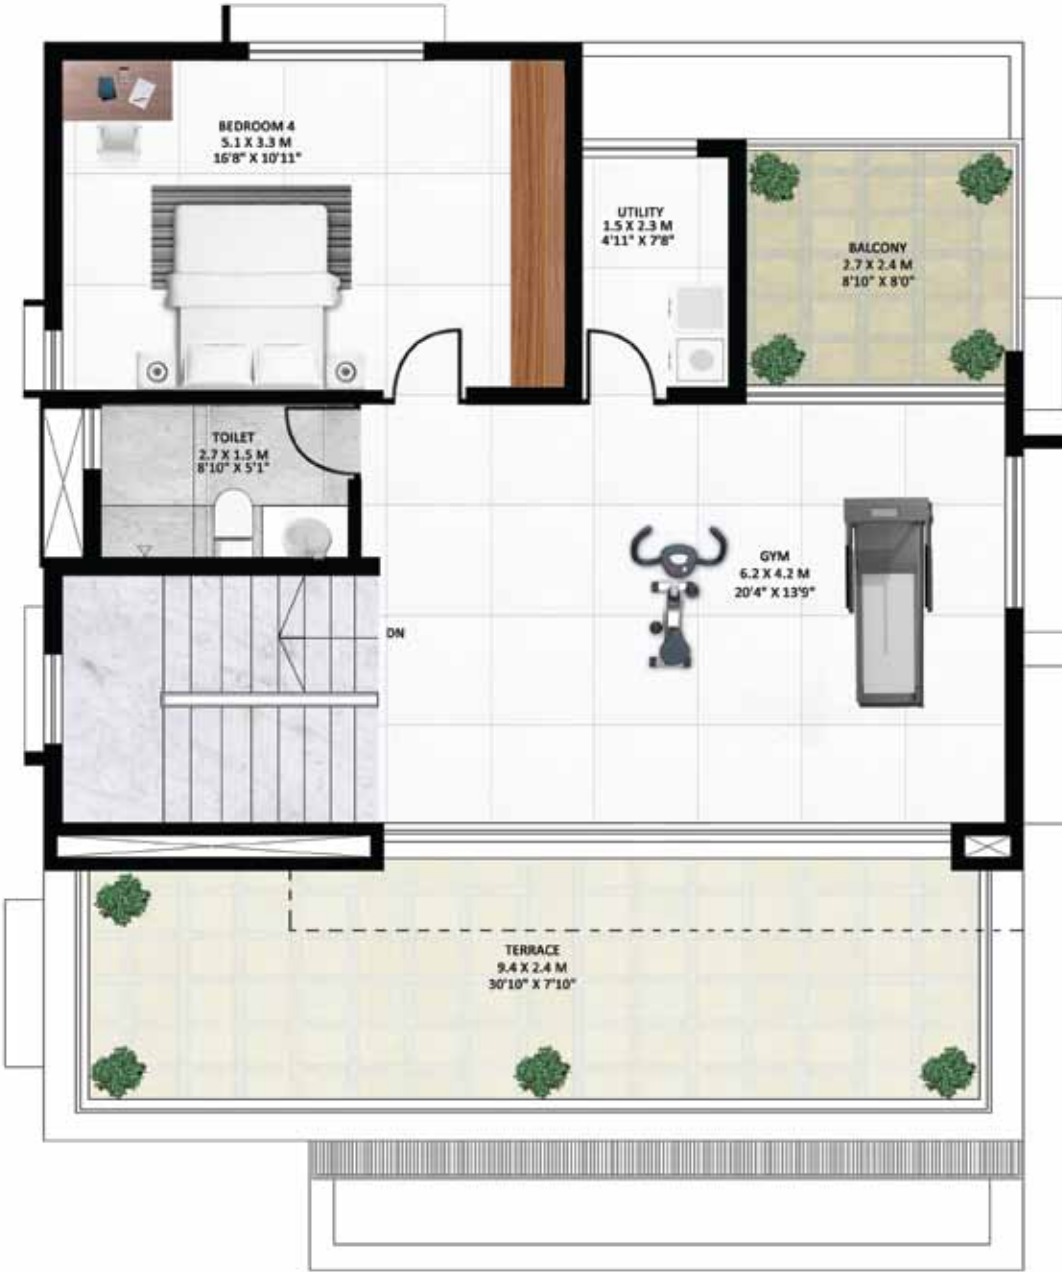 BEDROOM 4
5.1 X 3.3 M
16'8" X 10'11"
UTILITY
1.5 X 2.3 M
4'11" X 7'8"
BALCONY
2.7 X 2.4 M
8'10" X 8'0"
TOILET
2.7 X 1.5 M
8'10" X 5'1"
GYM
6.2 X 4.2 M
20'4" X 13'9"
DN
TERRACE
9.4 X 2.4 M
30'10" X 7'10"